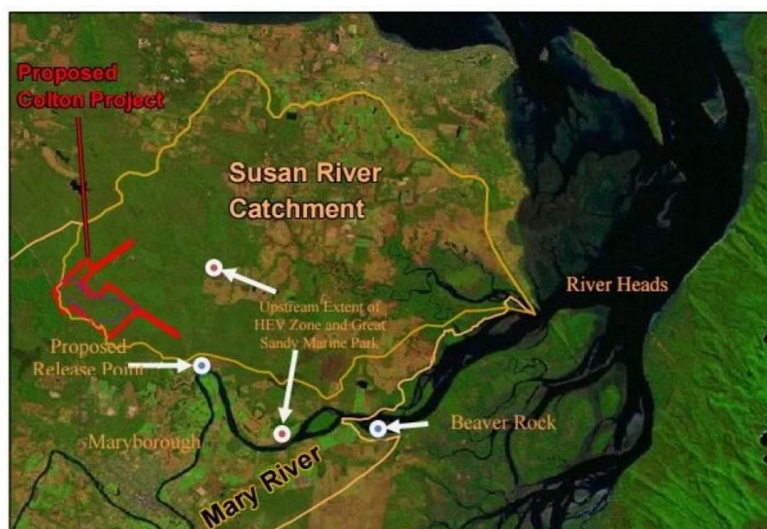 Proposed
Colton Project
Susan River
Catchment
River Heads
Upstream Extent of
HEV Zone and Great
Sandy Marine Park
Proposed
Release Point
Beaver Rock
Maryborough
Mary River